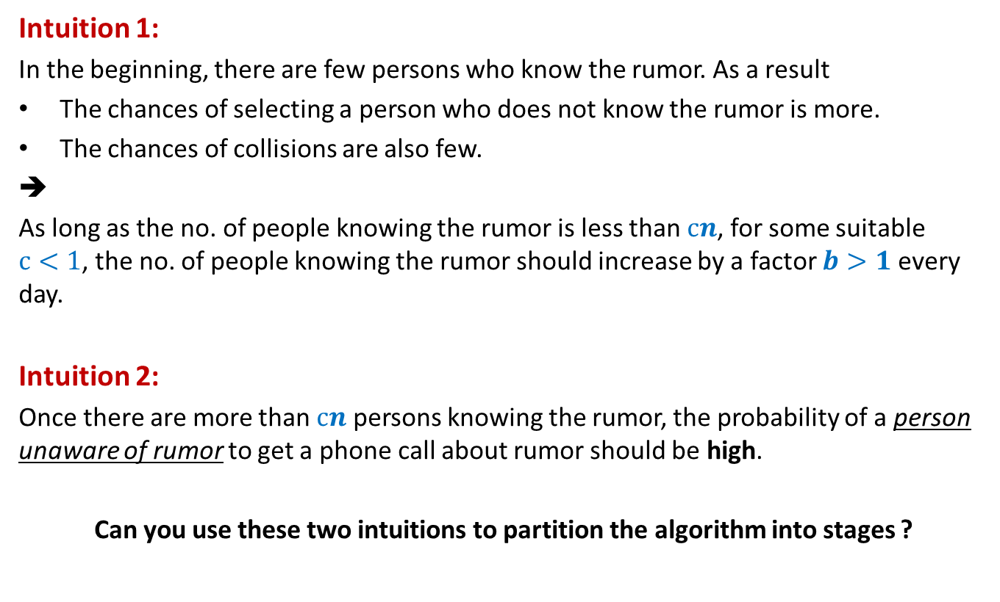 Intuition 1:
In the beginning, there are few persons who know the rumor. As a result
• The chances of selecting a person who does not know the rumor is more.
• The chances of collisions are also few.
➔
As long as the no. of people knowing the rumor is less than cn, for some suitable
c < 1, the no. of people knowing the rumor should increase by a factor b > 1 every
day.
Intuition 2:
Once there are more than cn persons knowing the rumor, the probability of a person
unaware of rumor to get a phone call about rumor should be high.
Can you use these two intuitions to partition the algorithm into stages ?